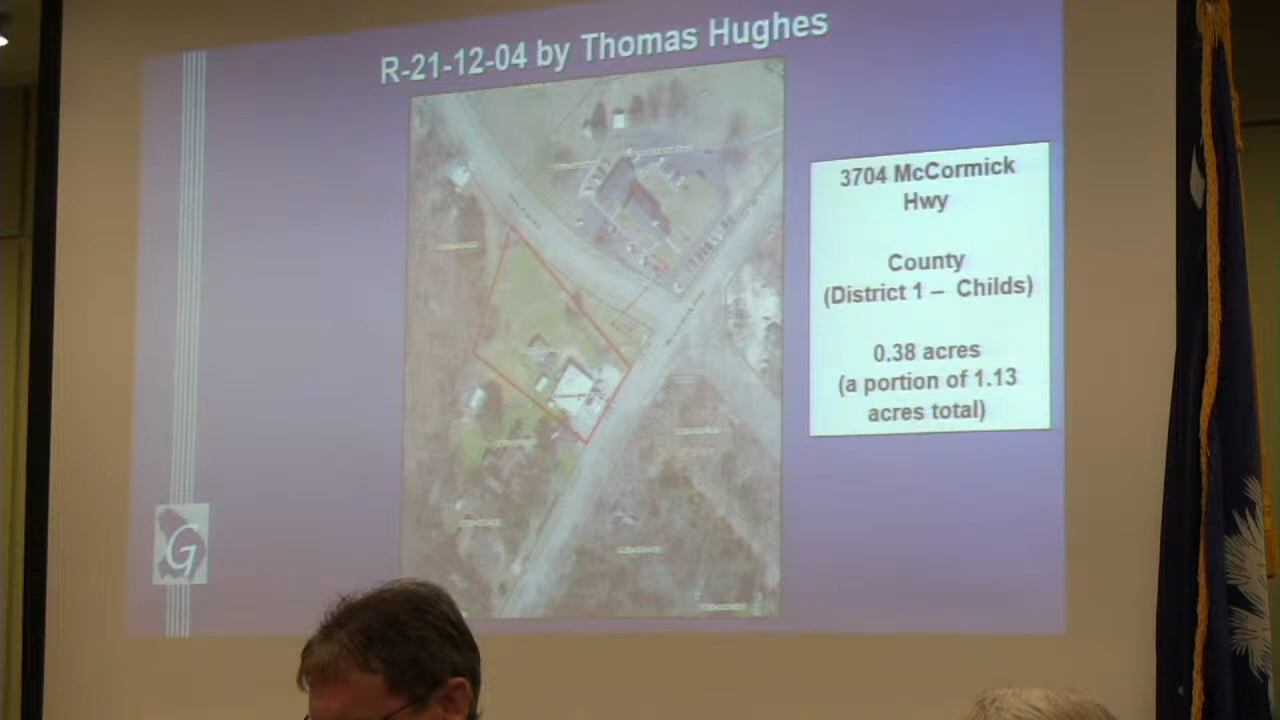 R-21-12-04 by Thomas Hughes
3704 McCormick
Hwy
County
(District 1 – Childs)
0.38 acres
(a portion of 1.13
acres total)
G